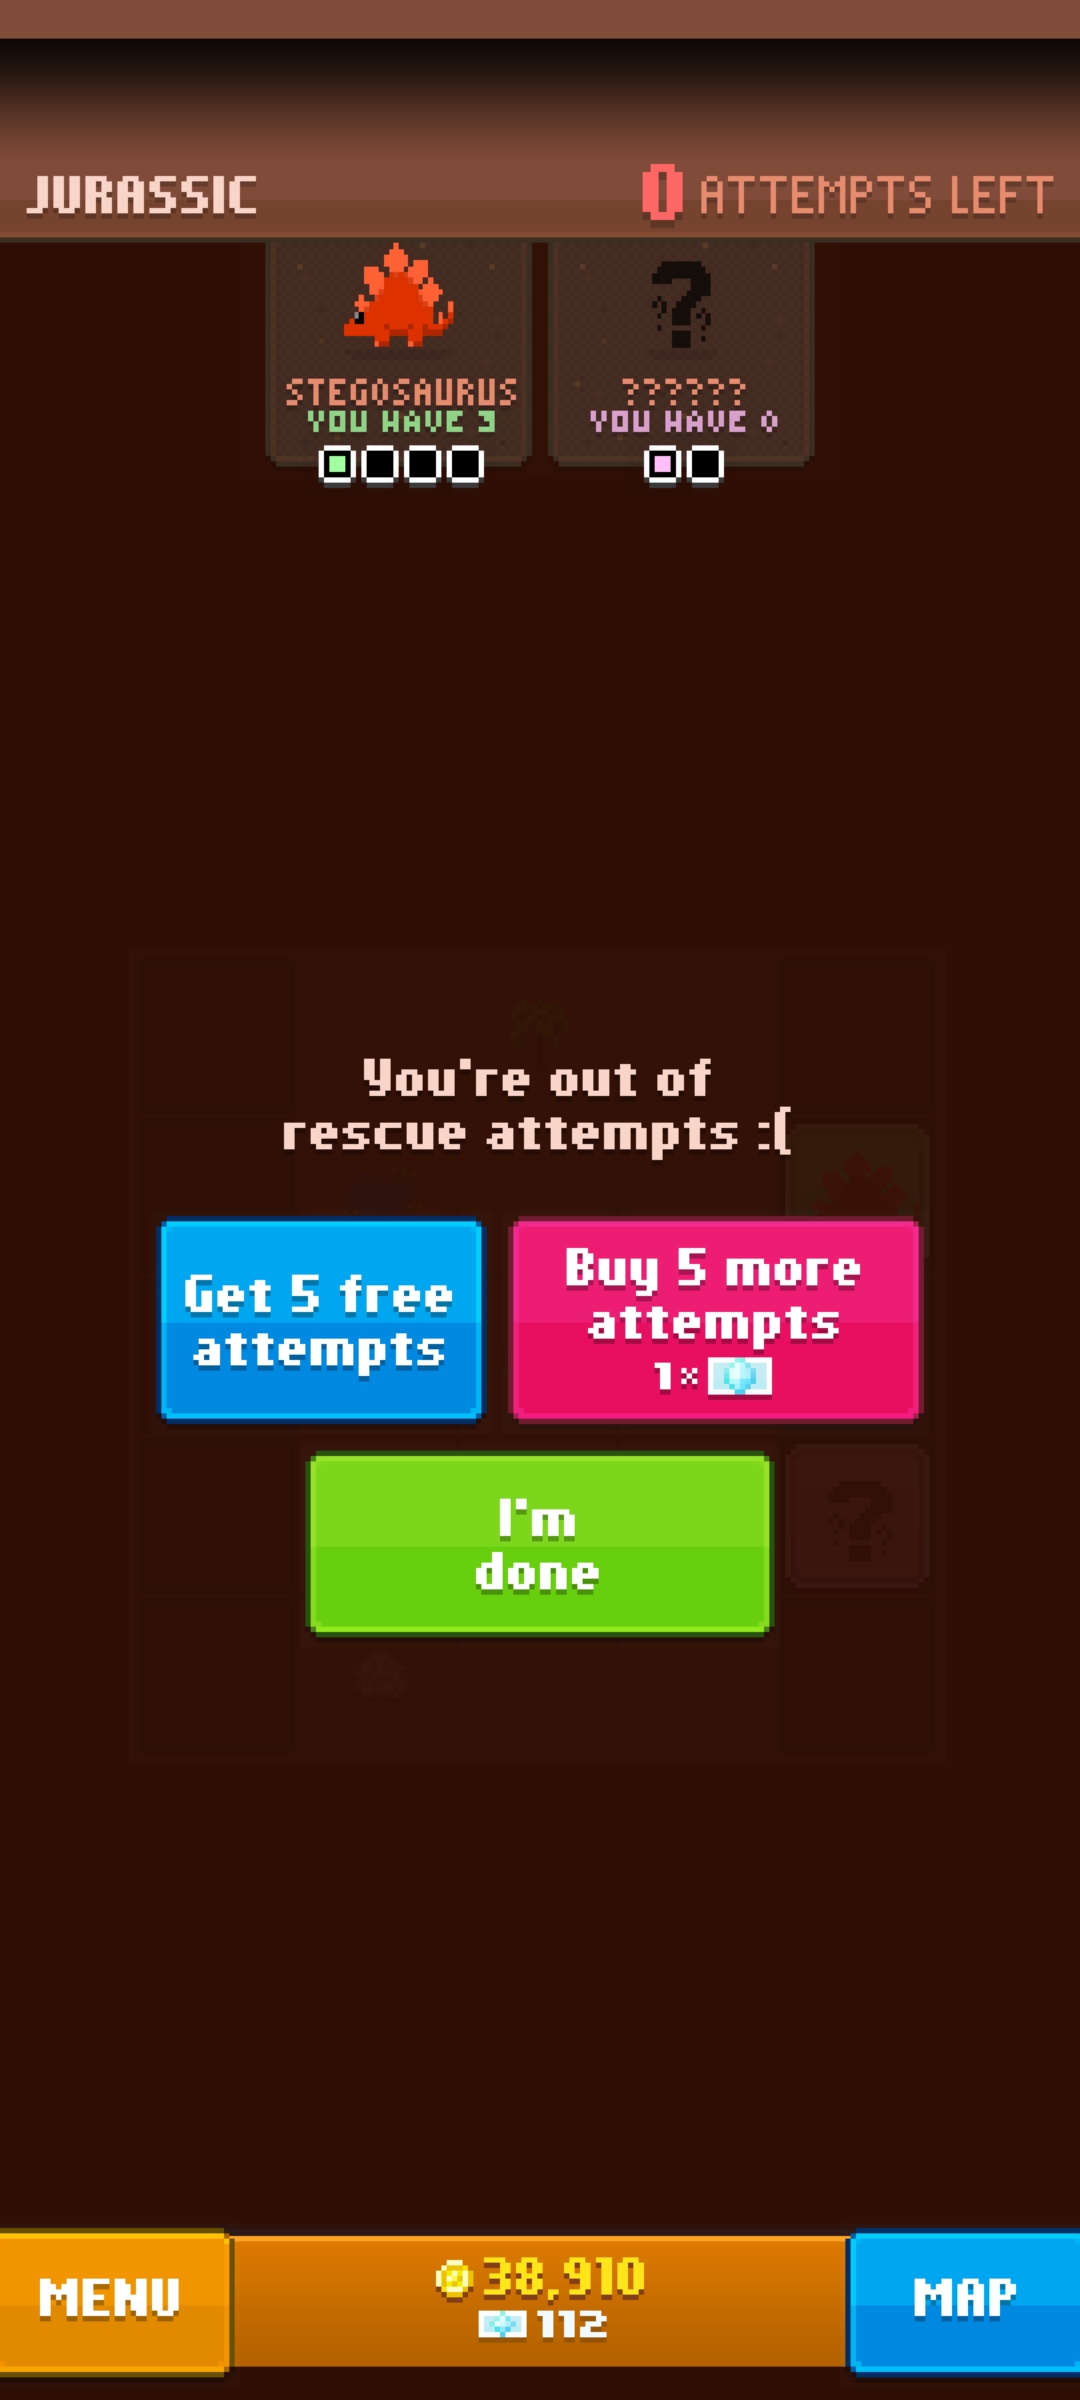 JURASSIC
0 ATTEMPTS LEFT
STEGOSAURUS
YOU HAVE 3
??????
YOU HAVE 0
You're out of
rescue attempts :(
Get 5 free
attempts
Buy 5 more
attempts
1×
I'm
done
MENU
38,910
112
MAP